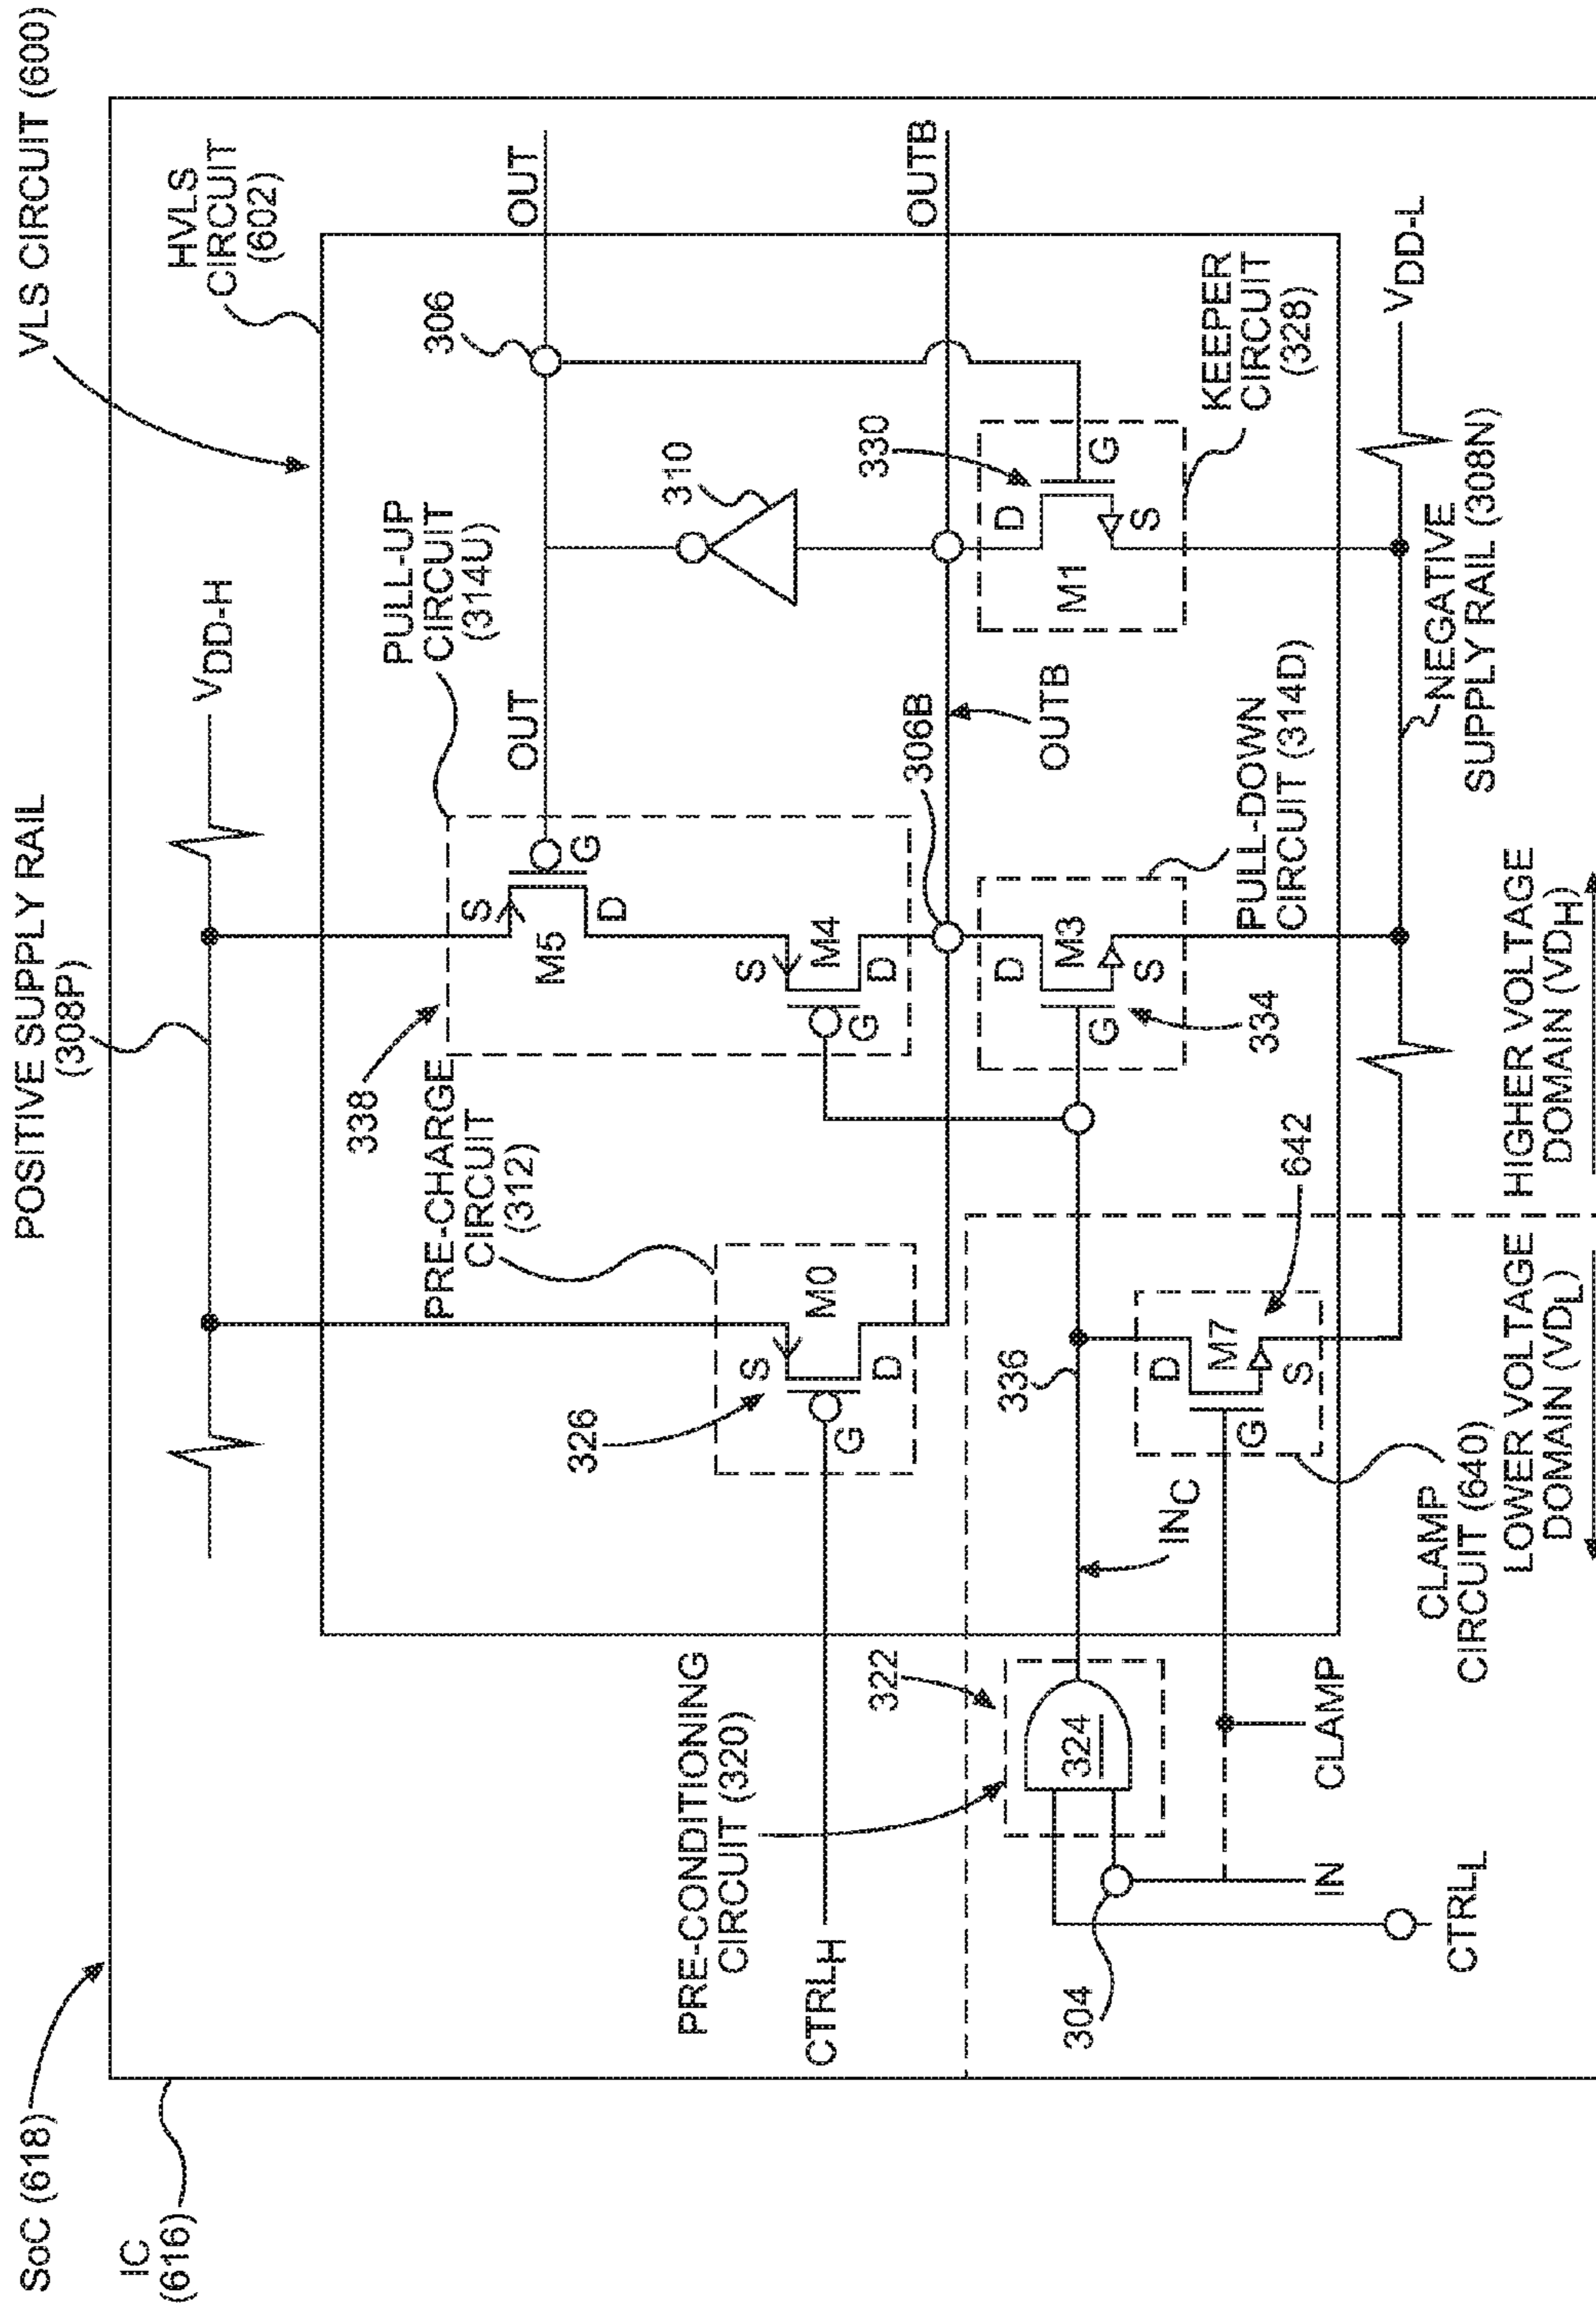 SoC (618)
IC
(616)
POSITIVE SUPPLY RAIL
(308P)
VLS CIRCUIT (600)
HVLS
CIRCUIT
(602)
VDD-H
PRE-CHARGE
CIRCUIT
(312)
338
PULL-UP
CIRCUIT
(314U)
OUT
306
OUT
S
M5
G
D
310
326
S
M0
G
D
S
M4
G
D
306B
OUTB
330
OUTB
PRE-CONDITIONING
CIRCUIT (320)
CTRLH
322
324
304
336
INC
D
M3
G
S
334
PULL-DOWN
CIRCUIT (314D)
D
M1
G
S
KEEPER
CIRCUIT
(328)
D
M7
G
S
642
CLAMP
IN
CTRLL
CLAMP
CIRCUIT (640)
VDD-L
NEGATIVE
SUPPLY RAIL (308N)
LOWER VOLTAGE
DOMAIN (VDL)
HIGHER VOLTAGE
DOMAIN (VDH)